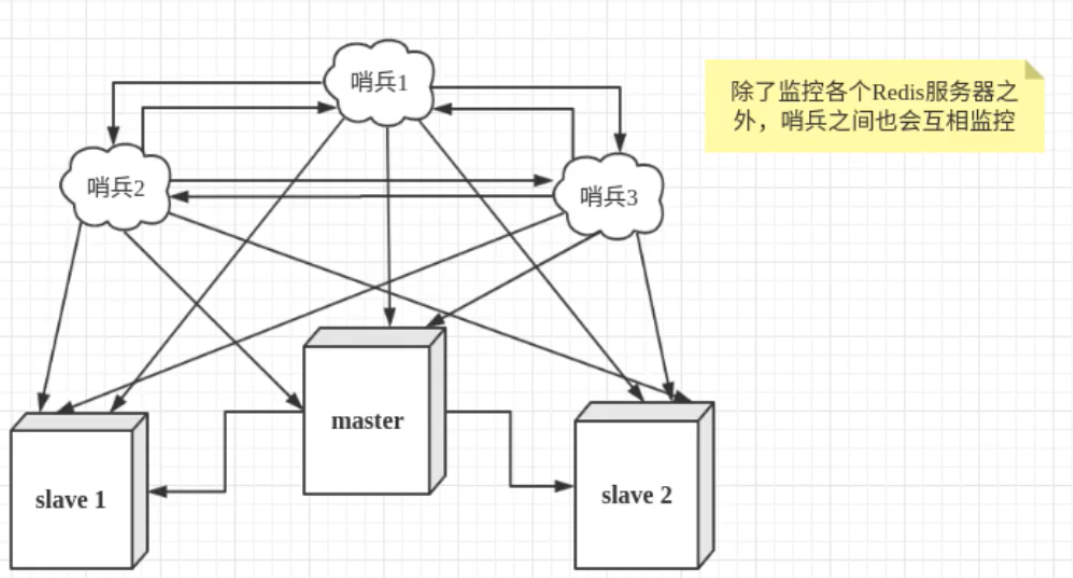 哨兵1
除了监控各个Redis服务器之
外，哨兵之间也会互相监控
哨兵2
哨兵3
master
slave 1
slave 2